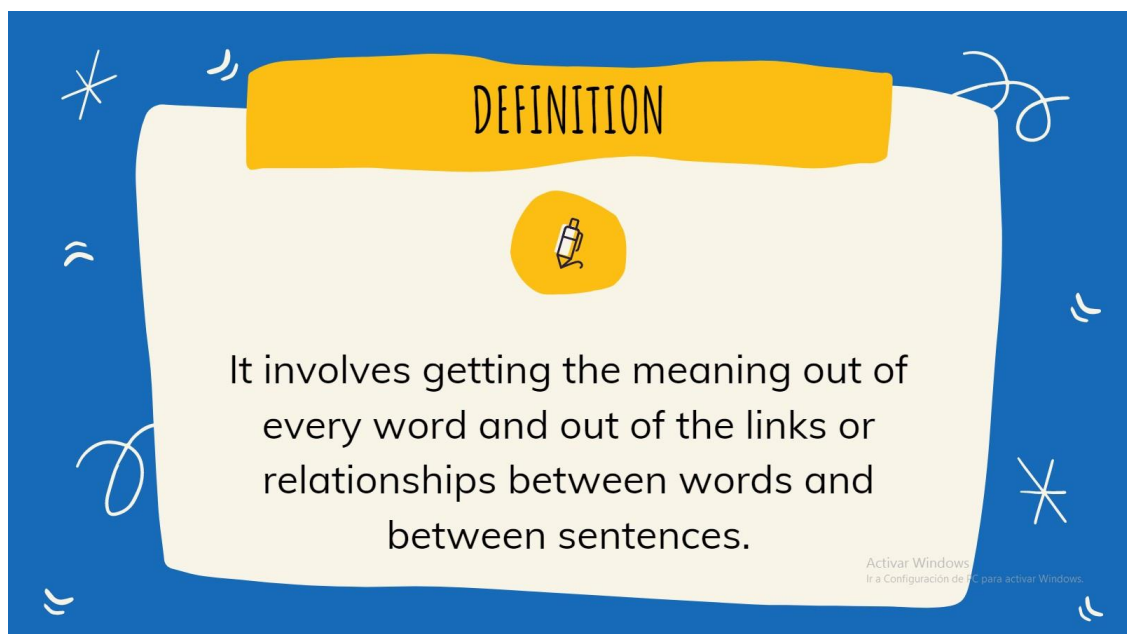 DEFINITION
It involves getting the meaning out of
every word and out of the links or
relationships between words and
between sentences.
Activar Windows
Ir a Configuración de PC para activar Windows.